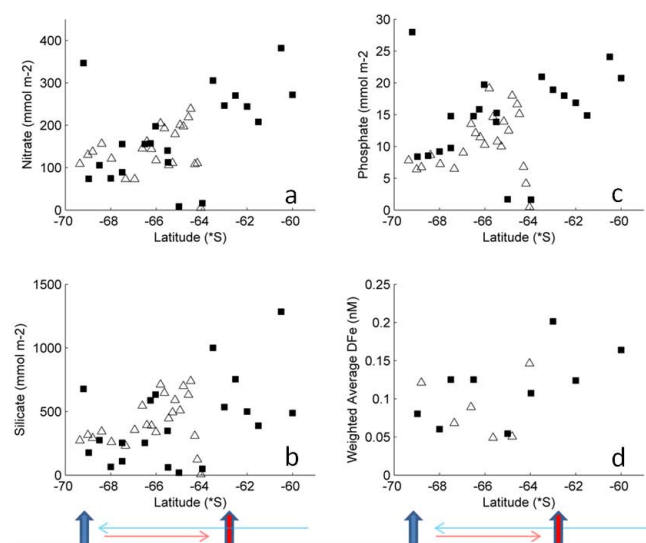 400
300
200
100
0
Nitrate (mmol m-2)
a
-70 -68 -66 -64 -62 -60
Latitude (*S)
30
25
20
15
10
5
0
Phosphate (mmol m-2)
c
-70 -68 -66 -64 -62 -60
Latitude (*S)
1500
1000
500
0
Silicate (mmol m-2)
b
-70 -68 -66 -64 -62 -60
Latitude (*S)
0.25
0.2
0.15
0.1
0.05
0
Weighted Average DFe (nM)
d
-70 -68 -66 -64 -62 -60
Latitude (*S)